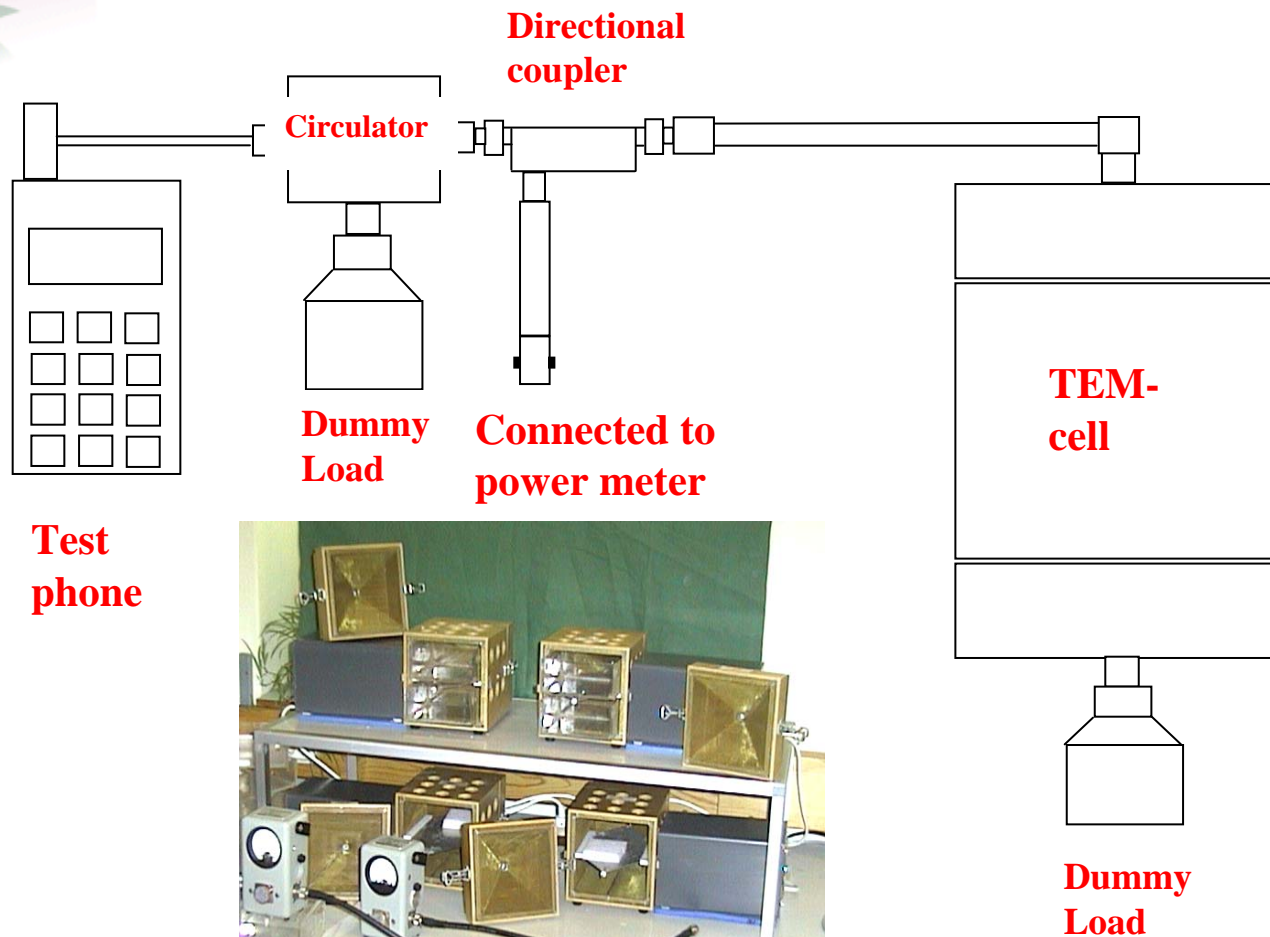 Directional
coupler
Circulator
Dummy
Load
Connected to
power meter
TEM-
cell
Test
phone
Dummy
Load